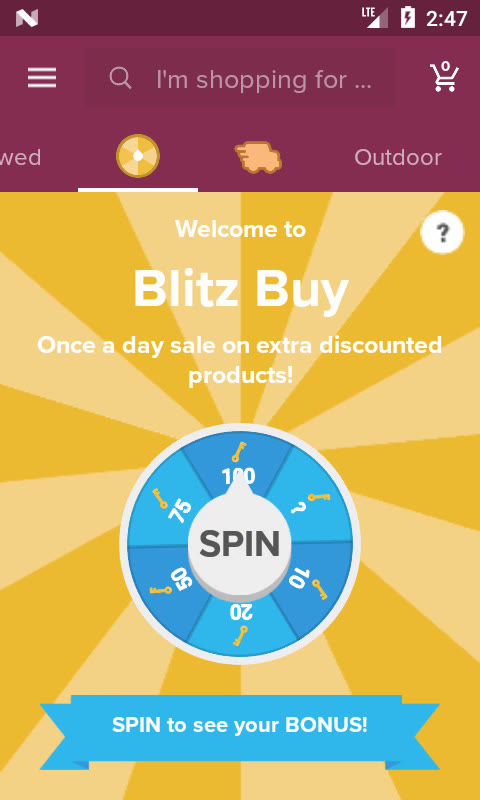 LTE 2:47
I'm shopping for ...
0
wed
Outdoor
Welcome to
?
Blitz Buy
Once a day sale on extra discounted
products!
100
75
?
SPIN
50
10
20
SPIN to see your BONUS!